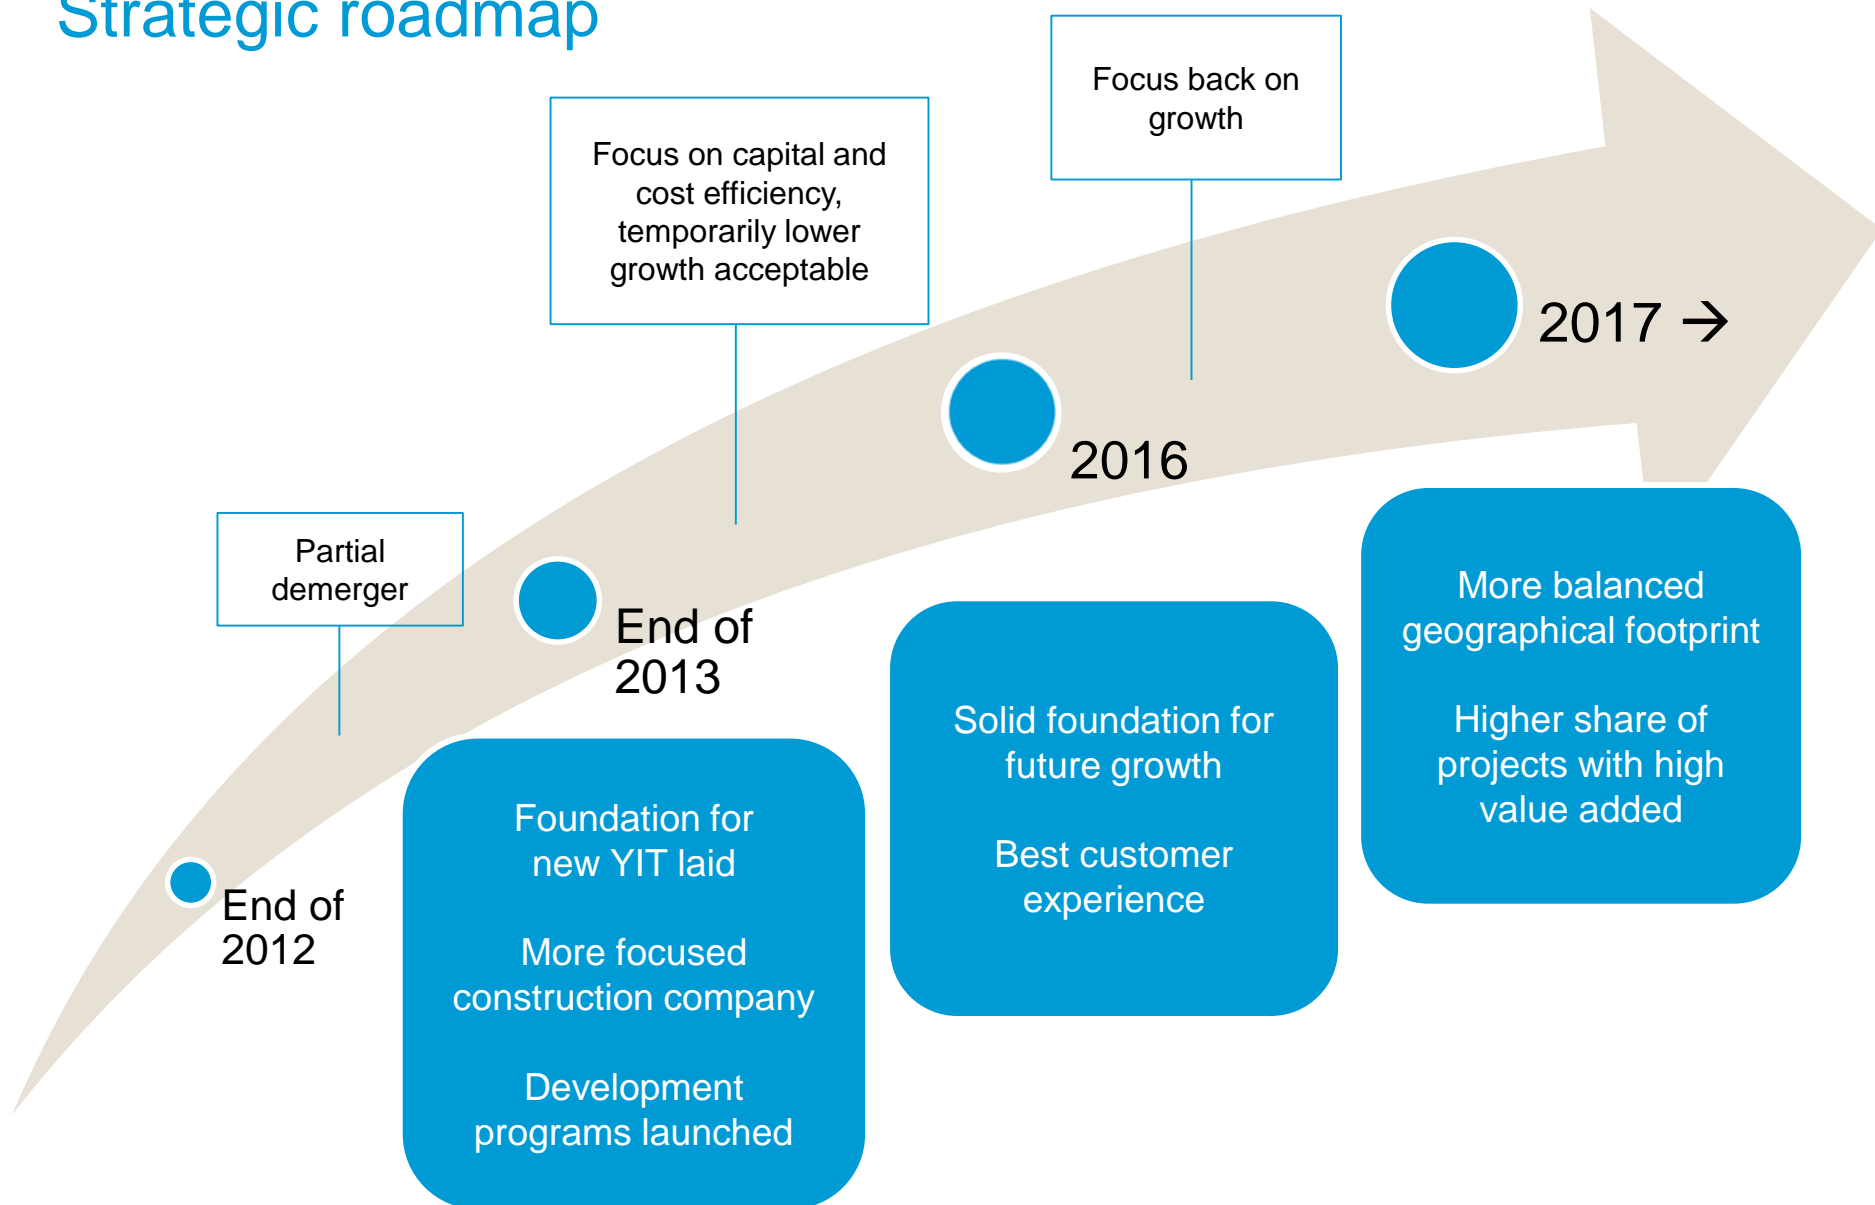 Strategic roadmap
Focus back on
growth
Focus on capital and
cost efficiency,
temporarily lower
growth acceptable
2017 →
2016
Partial
demerger
End of
2013
End of
2012
Foundation for
new YIT laid
More focused
construction company
Development
programs launched
Solid foundation for
future growth
Best customer
experience
More balanced
geographical footprint
Higher share of
projects with high
value added